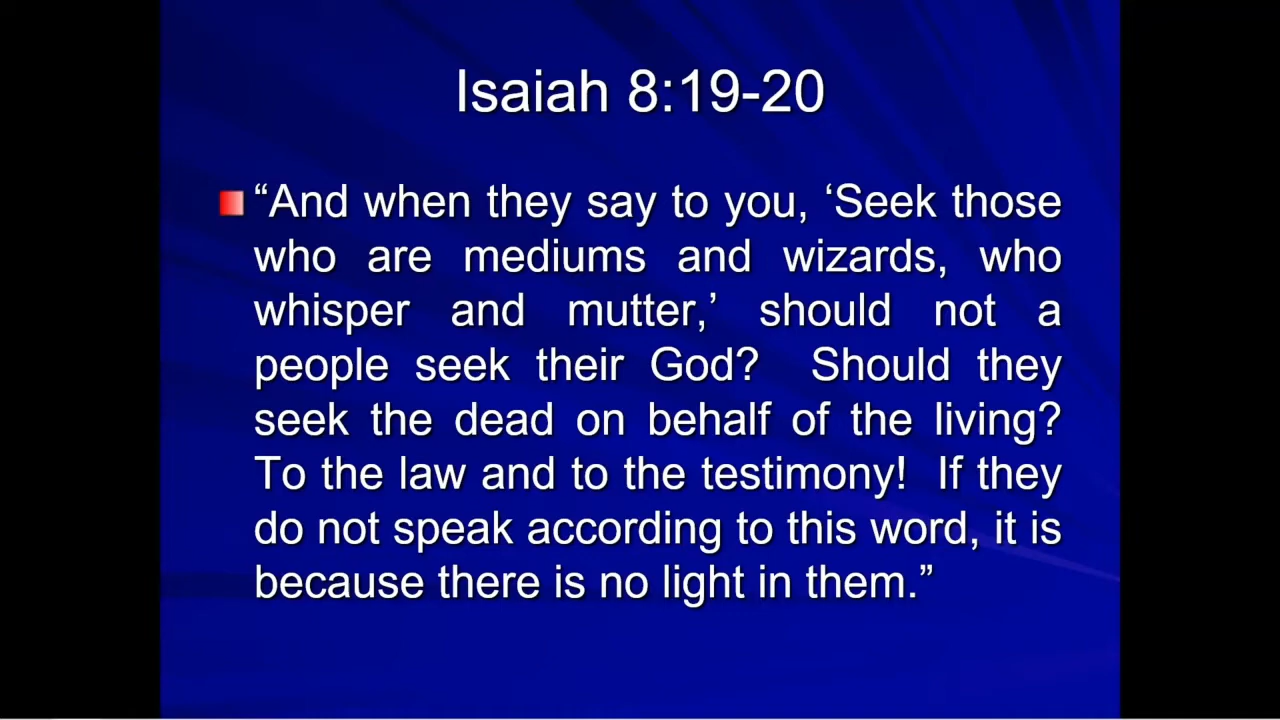 Isaiah 8:19-20
“And when they say to you, ‘Seek those
who are mediums and wizards, who
whisper and mutter,’ should not a
people seek their God?  Should they
seek the dead on behalf of the living?
To the law and to the testimony!  If they
do not speak according to this word, it is
because there is no light in them.”